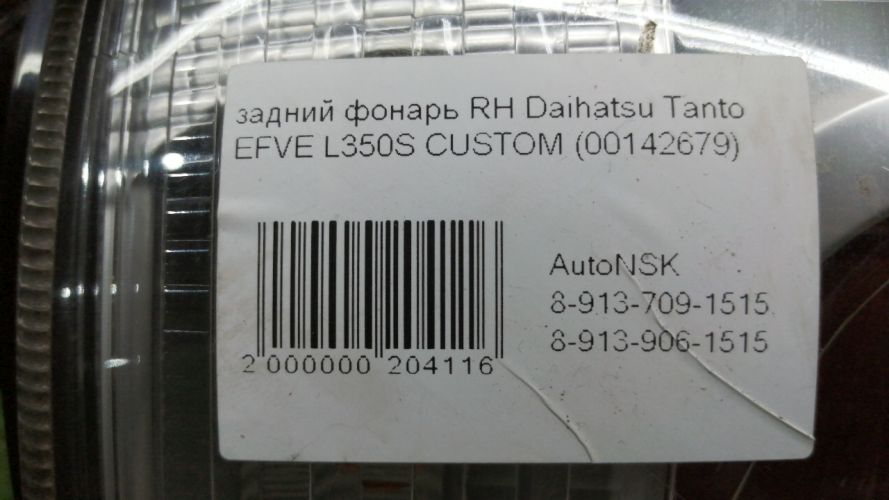 задний фонарь RH Daihatsu Tanto
EFVE L350S CUSTOM (00142679)
AutoNSK
8-913-709-1515
8-913-906-1515
2 000000 204116